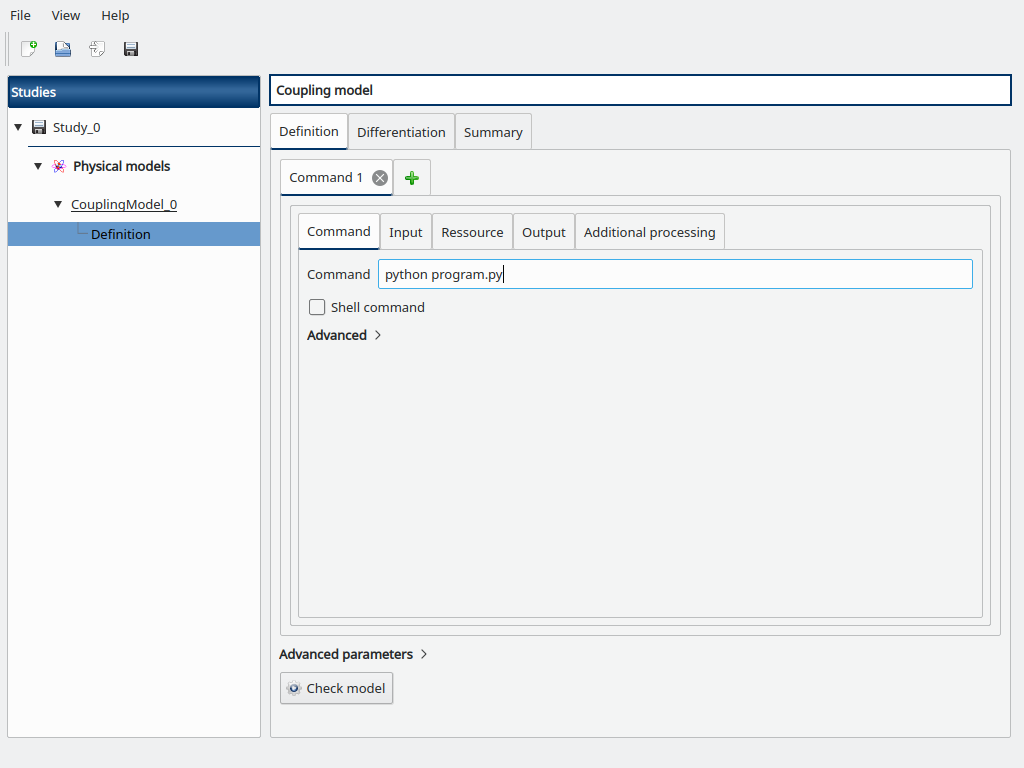 File View Help
Studies
Study_0
Physical models
CouplingModel_0
Definition
Coupling model
Definition Differentiation Summary
Command 1
Command Input Ressource Output Additional processing
Command python program.py
Shell command
Advanced
Advanced parameters
Check model